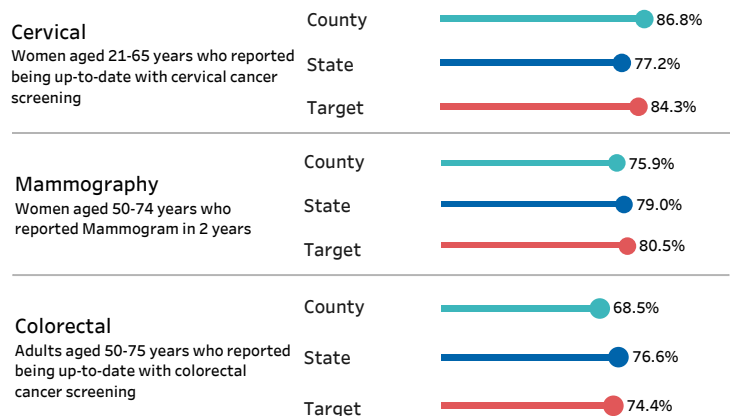 Cervical
Women aged 21-65 years who reported
being up-to-date with cervical cancer
screening
County 86.8%
State 77.2%
Target 84.3%
Mammography
Women aged 50-74 years who
reported Mammogram in 2 years
County 75.9%
State 79.0%
Target 80.5%
Colorectal
Adults aged 50-75 years who reported
being up-to-date with colorectal
cancer screening
County 68.5%
State 76.6%
Target 74.4%